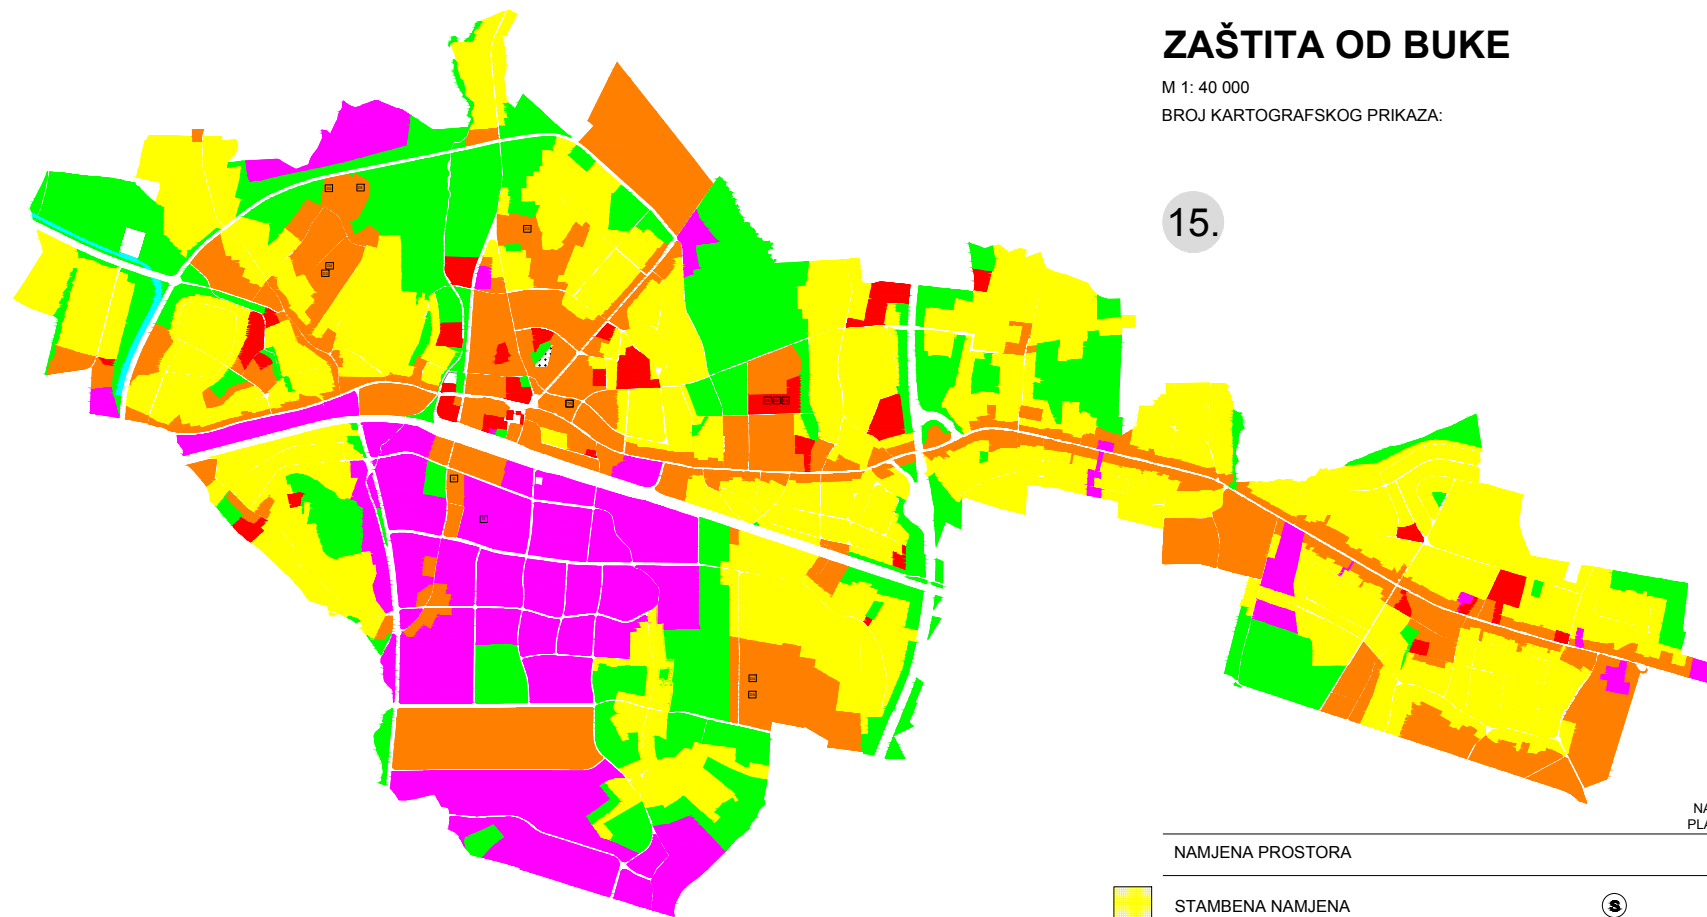 ZAŠTITA OD BUKE
M 1: 40 000
BROJ KARTOGRAFSKOG PRIKAZA:
15.
NAMJENA PROSTORA
STAMBENA NAMJENA
S